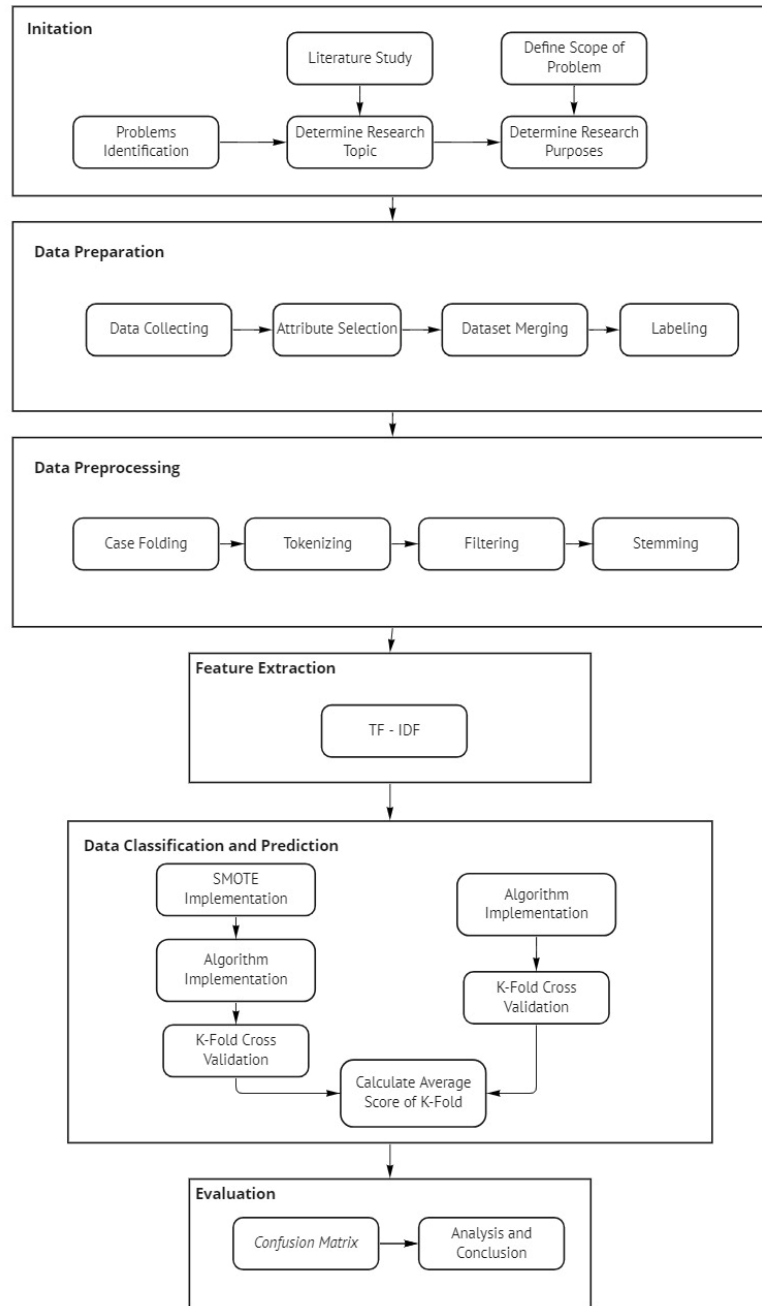 Initation
Literature Study
Define Scope of
Problem
Problems
Identification
Determine Research
Topic
Determine Research
Purposes
Data Preparation
Data Collecting
Attribute Selection
Dataset Merging
Labeling
Data Preprocessing
Case Folding
Tokenizing
Filtering
Stemming
Feature Extraction
TF - IDF
Data Classification and Prediction
SMOTE
Implementation
Algorithm
Implementation
K-Fold Cross
Validation
Algorithm
Implementation
K-Fold Cross
Validation
Calculate Average
Score of K-Fold
Evaluation
Confusion Matrix
Analysis and
Conclusion